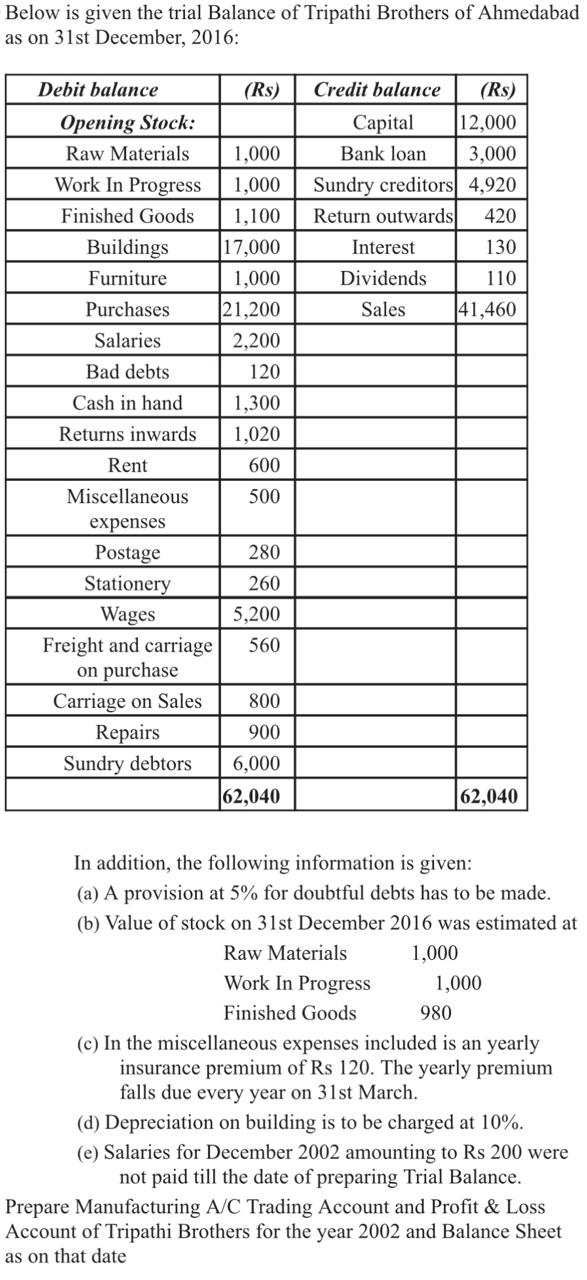 Below is given the trial Balance of Tripathi Brothers of Ahmedabad
as on 31st December, 2016:
Debit balance (Rs) Credit balance (Rs)
Opening Stock: Capital 12,000
Raw Materials 1,000 Bank loan 3,000
Work In Progress 1,000 Sundry creditors 4,920
Finished Goods 1,100 Return outwards 420
Buildings 17,000 Interest 130
Furniture 1,000 Dividends 110
Purchases 21,200 Sales 41,460
Salaries 2,200
Bad debts 120
Cash in hand 1,300
Returns inwards 1,020
Rent 600
Miscellaneous 500
expenses
Postage 280
Stationery 260
Wages 5,200
Freight and carriage 560
on purchase
Carriage on Sales 800
Repairs 900
Sundry debtors 6,000
62,040 62,040
In addition, the following information is given:
(a) A provision at 5% for doubtful debts has to be made.
(b) Value of stock on 31st December 2016 was estimated at
Raw Materials 1,000
Work In Progress 1,000
Finished Goods 980
(c) In the miscellaneous expenses included is an yearly
insurance premium of Rs 120. The yearly premium
falls due every year on 31st March.
(d) Depreciation on building is to be charged at 10%.
(e) Salaries for December 2002 amounting to Rs 200 were
not paid till the date of preparing Trial Balance.
Prepare Manufacturing A/C Trading Account and Profit & Loss
Account of Tripathi Brothers for the year 2002 and Balance Sheet
as on that date